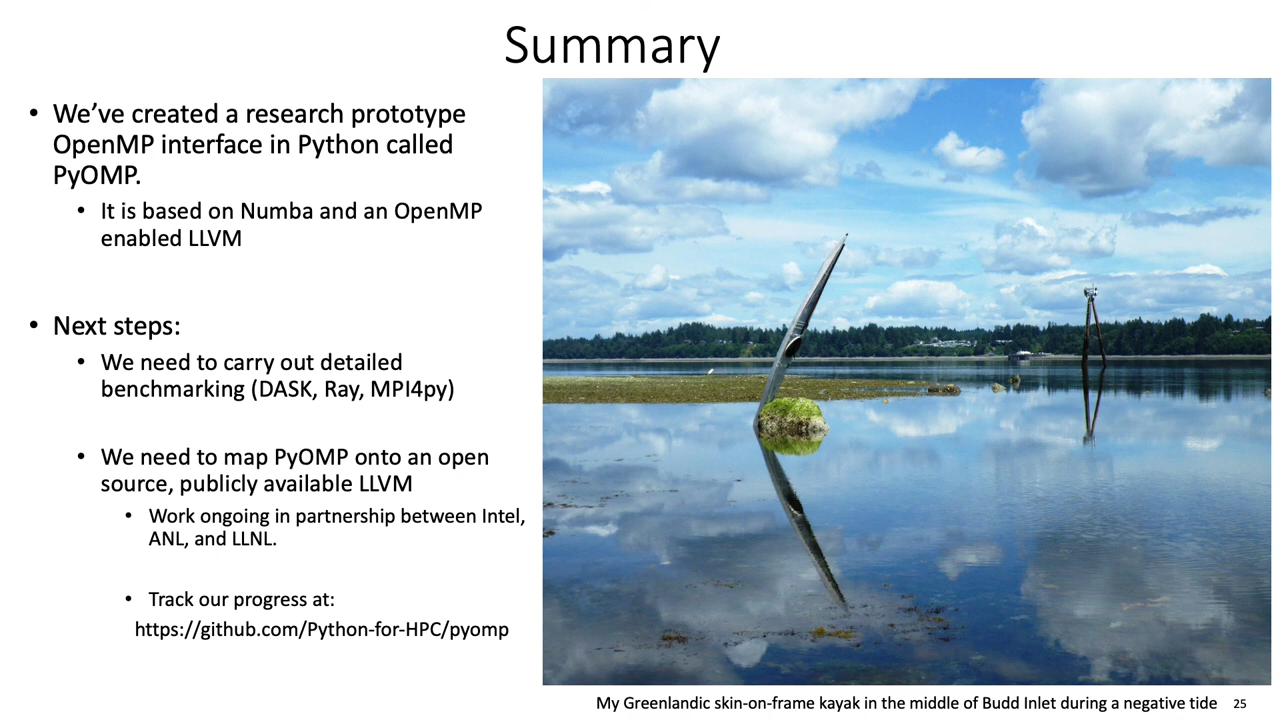 Summary
• We’ve created a research prototype
OpenMP interface in Python called
PyOMP.
• It is based on Numba and an OpenMP
enabled LLVM
• Next steps:
• We need to carry out detailed
benchmarking (DASK, Ray, MPI4py)
• We need to map PyOMP onto an open
source, publicly available LLVM
• Work ongoing in partnership between Intel,
ANL, and LLNL.
• Track our progress at:
https://github.com/Python-for-HPC/pyomp
My Greenlandic skin-on-frame kayak in the middle of Budd Inlet during a negative tide
25